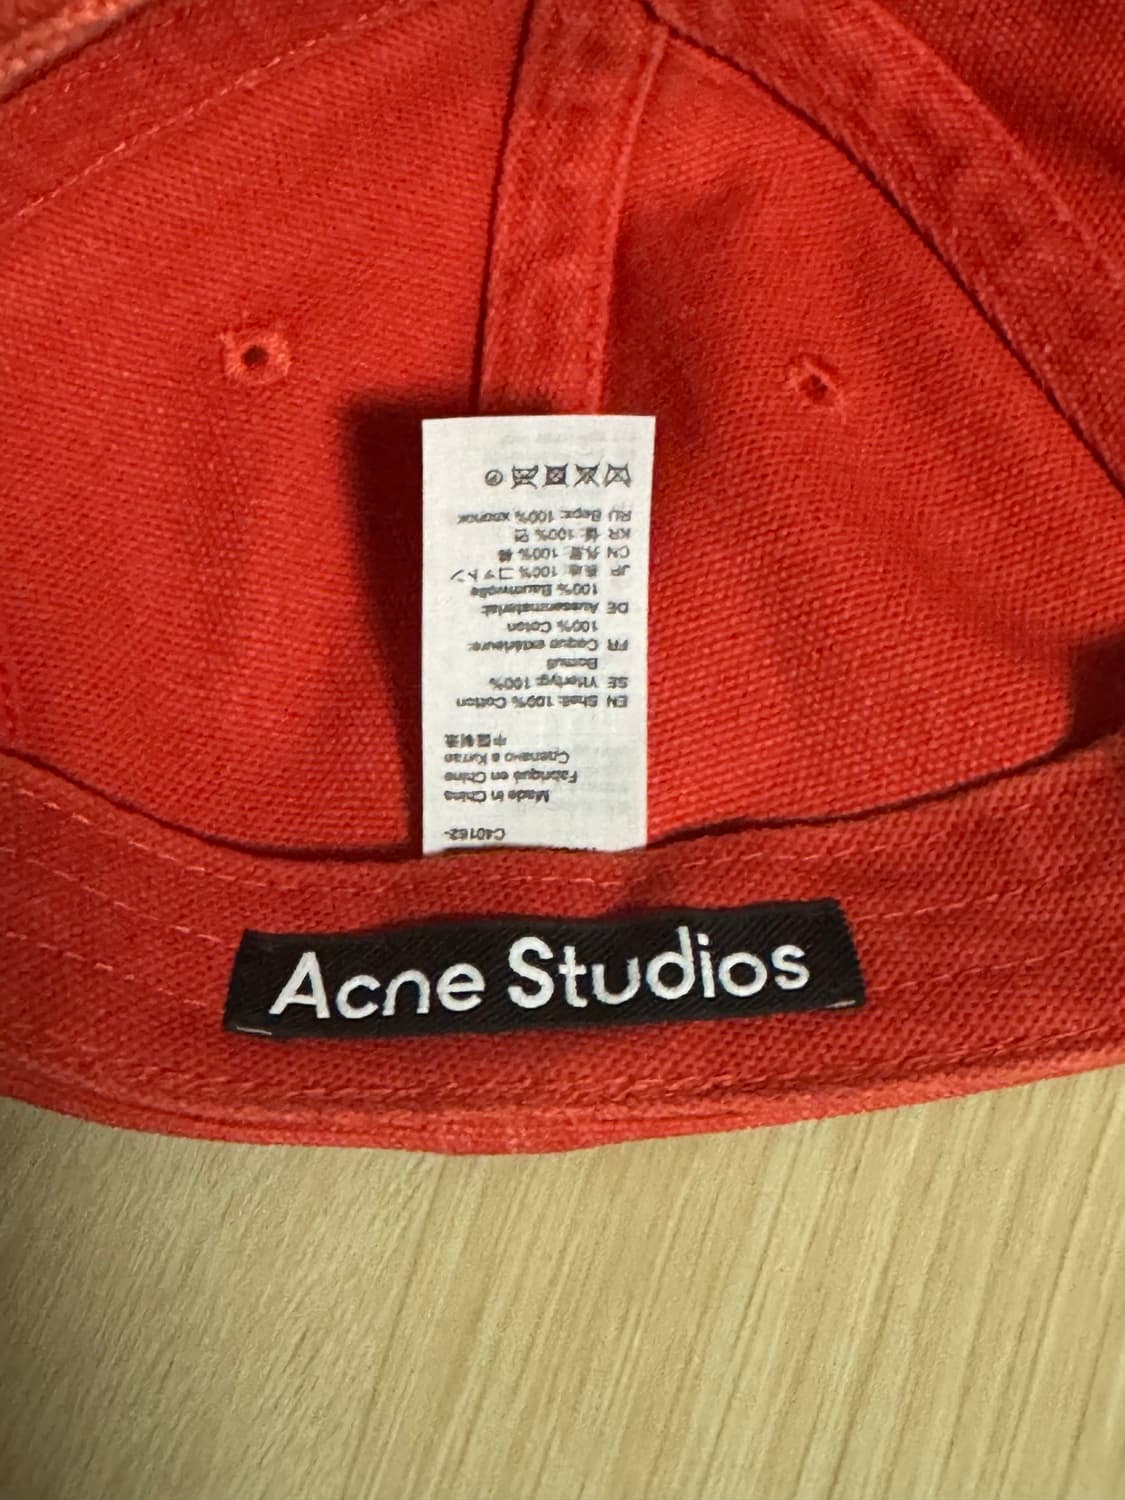 C40162-
Made in China
Fabriqué en Chine
Сделано в Китае
中国制造
EN Shell: 100% Cotton
SE Yttertyg: 100%
Bomull
FR Coque extérieure:
100% Coton
DE Aussenmaterial:
100% Baumwolle
JP 表地: 100% コットン
CN 外层: 100% 棉
KR 겉: 100% 면
RU Верх: 100% хлопок
P
Acne Studios